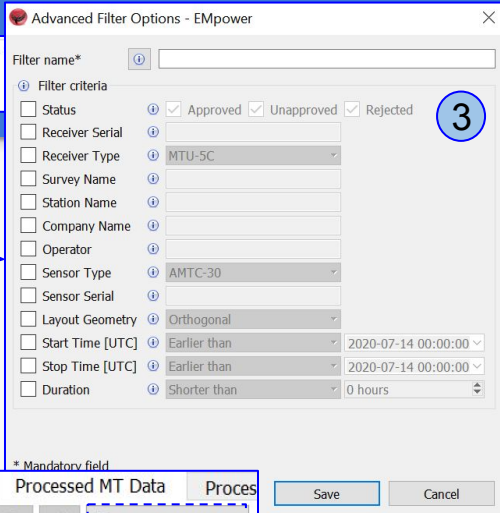 Advanced Filter Options - EMpower
Filter name*
Filter criteria
3
Status Approved Unapproved Rejected
Receiver Serial
Receiver Type MTU-5C
Survey Name
Station Name
Company Name
Operator
Sensor Type AMTC-30
Sensor Serial
Layout Geometry Orthogonal
Start Time [UTC] Earlier than 2020-07-14 00:00:00
Stop Time [UTC] Earlier than 2020-07-14 00:00:00
Duration Shorter than 0 hours
* Mandatory field
Processed MT Data Proces
Save Cancel